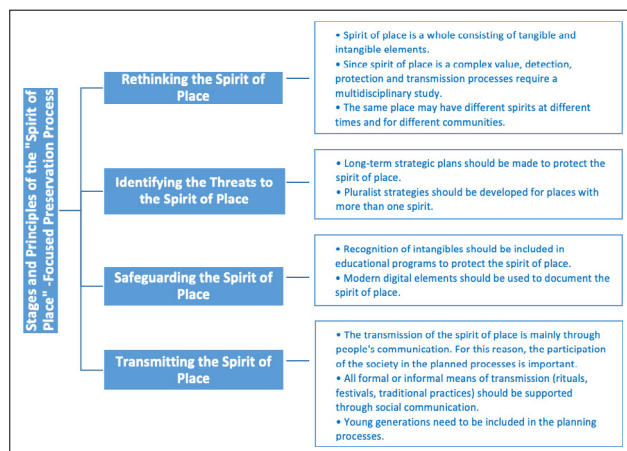 Stages and Principles of the "Spirit of
Place" -Focused Preservation Process
Rethinking the Spirit of
Place
• Spirit of place is a whole consisting of tangible and
intangible elements.
• Since spirit of place is a complex value, detection,
protection and transmission processes require a
multidisciplinary study.
• The same place may have different spirits at different
times and for different communities.
Identifying the Threats to
the Spirit of Place
• Long-term strategic plans should be made to protect the
spirit of place.
• Pluralist strategies should be developed for places with
more than one spirit.
Safeguarding the Spirit of
Place
• Recognition of intangibles should be included in
educational programs to protect the spirit of place.
• Modern digital elements should be used to document the
spirit of place.
Transmitting the Spirit of
Place
• The transmission of the spirit of place is mainly through
people's communication. For this reason, the participation
of the society in the planned processes is important.
• All formal or informal means of transmission (rituals,
festivals, traditional practices) should be supported
through social communication.
• Young generations need to be included in the planning
processes.